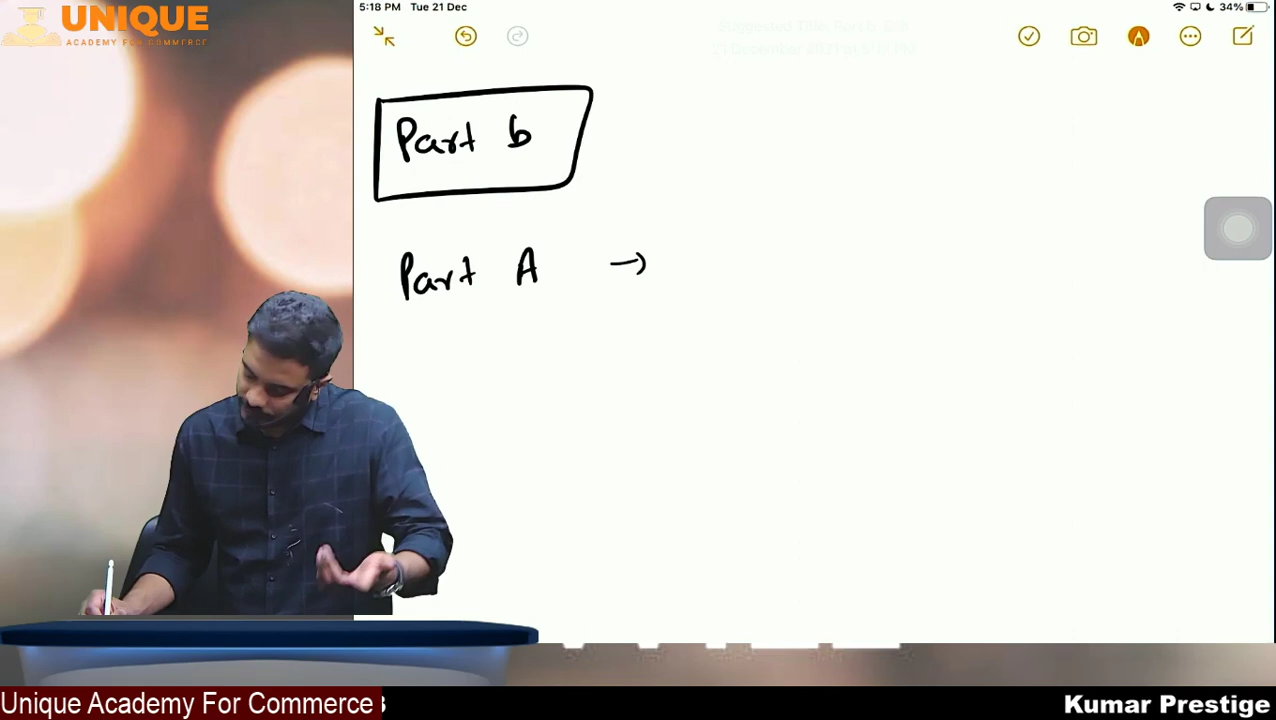 UNIQUE
ACADEMY FOR COMMERCE
5:18 PM Tue 21 Dec
34%
Part b
Part A →
Unique Academy For Commerce
Kumar Prestige